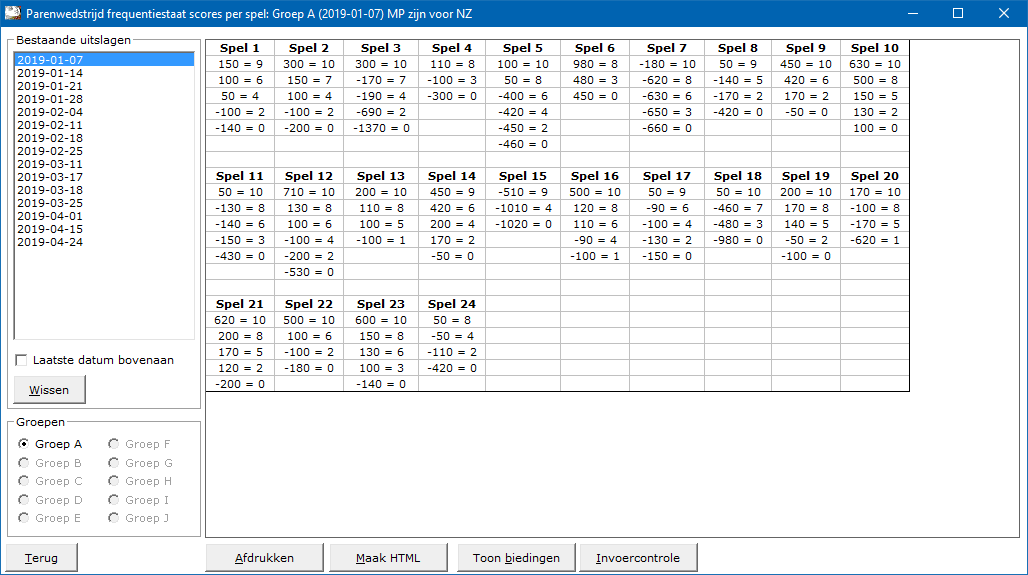 Parenwedstrijd frequentiestaat scores per spel: Groep A (2019-01-07) MP zijn voor NZ
Bestaande uitslagen
2019-01-07
2019-01-14
2019-01-21
2019-01-28
2019-02-04
2019-02-11
2019-02-18
2019-02-25
2019-03-11
2019-03-17
2019-03-18
2019-03-25
2019-04-01
2019-04-15
2019-04-24
Laatste datum bovenaan
Wissen
Groepen
Groep A Groep F
Groep B Groep G
Groep C Groep H
Groep D Groep I
Groep E Groep J
Terug
Spel 1 Spel 2 Spel 3 Spel 4 Spel 5 Spel 6 Spel 7 Spel 8 Spel 9 Spel 10
150 = 9 300 = 10 300 = 10 110 = 8 100 = 10 980 = 8 -180 = 10 50 = 9 450 = 10 630 = 10
100 = 6 150 = 7 -170 = 7 -100 = 3 50 = 8 480 = 3 -620 = 8 -140 = 5 420 = 6 500 = 8
50 = 4 100 = 4 -190 = 4 -300 = 0 -400 = 6 450 = 0 -630 = 6 -170 = 2 170 = 2 150 = 5
-100 = 2 -100 = 2 -690 = 2 -420 = 4 -650 = 3 -420 = 0 -50 = 0 130 = 2
-140 = 0 -200 = 0 -1370 = 0 -450 = 2 -660 = 0 100 = 0
-460 = 0
Spel 11 Spel 12 Spel 13 Spel 14 Spel 15 Spel 16 Spel 17 Spel 18 Spel 19 Spel 20
50 = 10 710 = 10 200 = 10 450 = 9 -510 = 9 500 = 10 50 = 9 50 = 10 200 = 10 170 = 10
-130 = 8 130 = 8 110 = 8 420 = 6 -1010 = 4 120 = 8 -90 = 6 -460 = 7 170 = 8 -100 = 8
-140 = 6 100 = 6 100 = 5 200 = 4 -1020 = 0 110 = 6 -100 = 4 -480 = 3 140 = 5 -170 = 5
-150 = 3 -100 = 4 -100 = 1 170 = 2 -90 = 4 -130 = 2 -980 = 0 -50 = 2 -620 = 1
-430 = 0 -200 = 2 -50 = 0 -100 = 1 -150 = 0 -100 = 0
-530 = 0
Spel 21 Spel 22 Spel 23 Spel 24
620 = 10 500 = 10 600 = 10 50 = 8
200 = 8 100 = 6 150 = 8 -50 = 4
170 = 5 -100 = 2 130 = 6 -110 = 2
120 = 2 -180 = 0 100 = 3 -420 = 0
-200 = 0 -140 = 0
Afdrukken Maak HTML Toon biedingen Invoercontrole